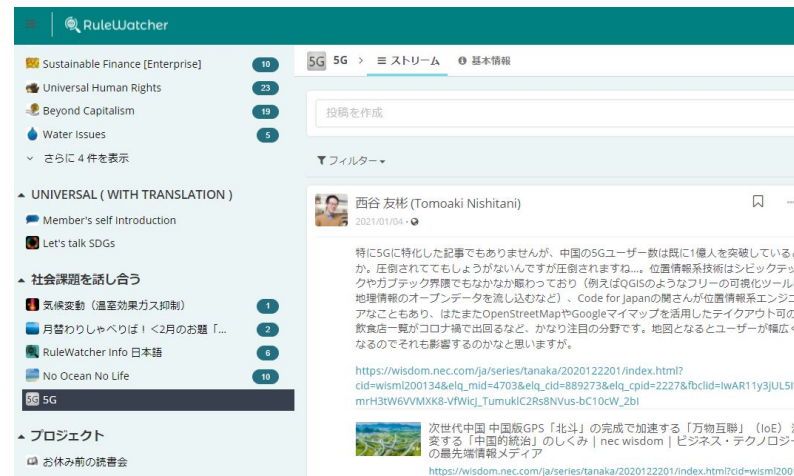 RuleWatcher
Sustainable Finance [Enterprise] 10
Universal Human Rights 23
Beyond Capitalism 19
Water Issues 5
さらに 4 件を表示
UNIVERSAL ( WITH TRANSLATION )
Member's self Introduction
Let's talk SDGs
社会課題を話し合う
気候変動（温室効果ガス抑制） 1
月替わりしゃべりば！<2月のお題「... 2
RuleWatcher Info 日本語 6
No Ocean No Life 10
5G 5G
プロジェクト
お休み前の読書会
5G 5G > ストリーム 基本情報
投稿を作成
フィルター
西谷 友彬 (Tomoaki Nishitani)
2021/01/04
特に5Gに特化した記事でもありませんが、中国の5Gユーザー数は既に1億人を突破していると
か。圧倒されててもしょうがないんですが圧倒されますね...。位置情報系技術はシビックテッ
クやガブテック界隈でもなかなか賑わっており（例えばQGISのようなフリーの可視化ツールに
地理情報のオープンデータを流し込むなど）、Code for Japanの関さんが位置情報系エンジニ
アなこともあり、はたまたOpenStreetMapやGoogleマイマップを活用したテイクアウト可の
飲食店一覧がコロナ禍で出回るなど、かなり注目の分野です。地図となるとユーザーが幅広く
なるのでそれも影響するのかなと思いますが。
https://wisdom.nec.com/ja/series/tanaka/2020122201/index.html?
cid=wisml200134&elq_mid=4703&elq_cid=889273&elq_cpid=2227&fbclid=IwAR11y3jUL5I
mrH3tW6VVMXK8-VfWicJ_TumuklC2Rs8NVus-bC10cW_2bI
次世代中国 中国版GPS「北斗」の完成で加速する「万物互聯」（IoE）
変する「中国的統治」のしくみ | nec wisdom | ビジネス・テクノロジー
の最先端情報メディア
https://wisdom.nec.com/ja/series/tanaka/2020122201/index.html?cid=wisml200